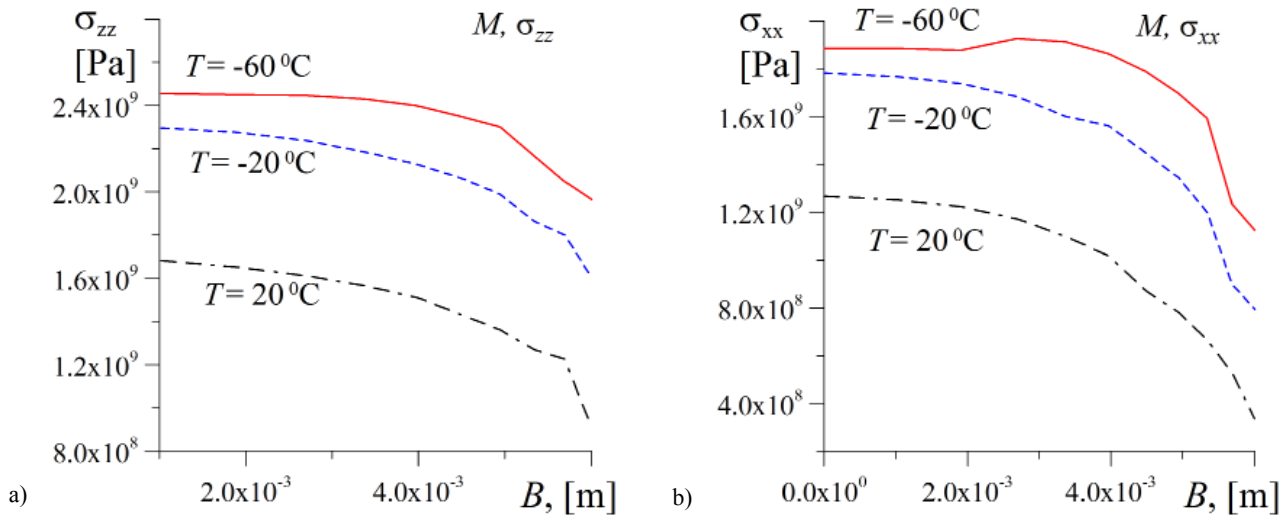 σzz
[Pa]
M, σzz
T = -60 ⁰C
2.4x10⁹
T = -20 ⁰C
2.0x10⁹
1.6x10⁹
T = 20 ⁰C
1.2x10⁹
8.0x10⁸
2.0x10⁻³
4.0x10⁻³
B, [m]
a)
σxx
[Pa]
T = -60 ⁰C
M, σxx
1.6x10⁹
T = -20 ⁰C
1.2x10⁹
T = 20 ⁰C
8.0x10⁸
4.0x10⁸
0.0x10⁰
2.0x10⁻³
4.0x10⁻³
B, [m]
b)